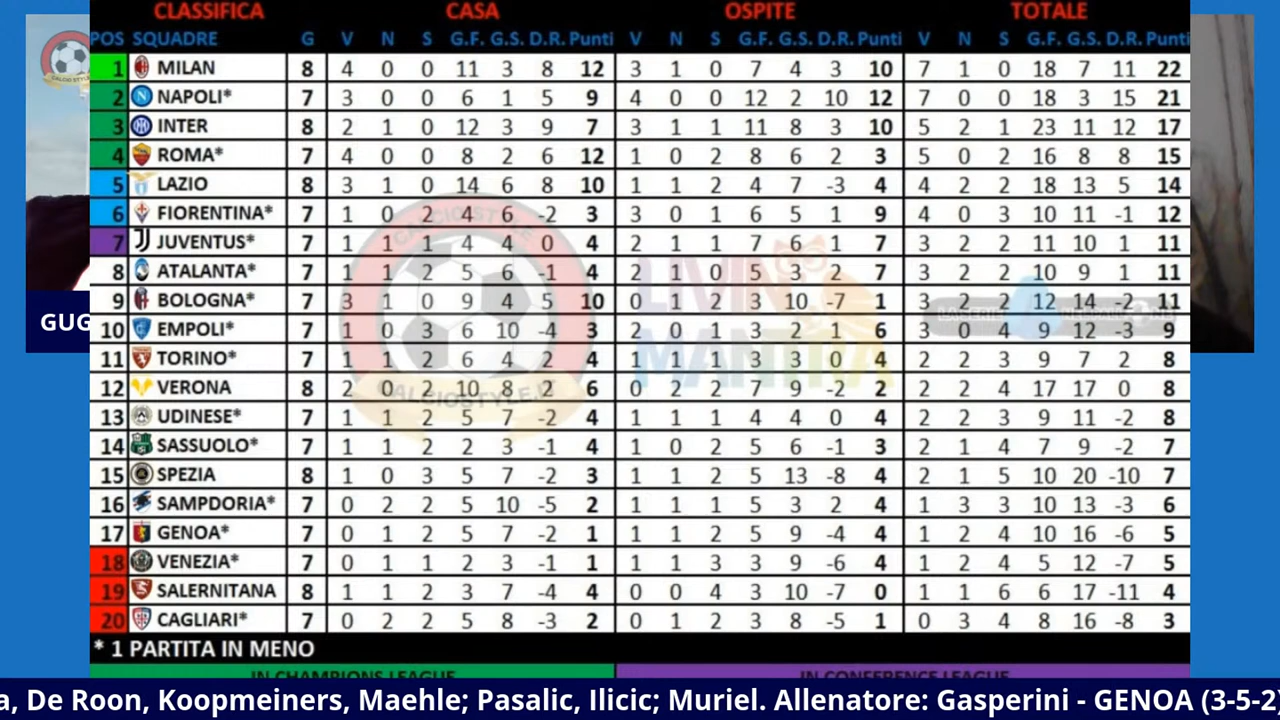 CLASSIFICA CASA OSPITE TOTALE
POS SQUADRE G V N S G.F. G.S. D.R. Punti V N S G.F. G.S. D.R. Punti V N S G.F. G.S. D.R. Punti
1 MILAN 8 4 0 0 11 3 8 12 3 1 0 7 4 3 10 7 1 0 18 7 11 22
2 NAPOLI* 7 3 0 0 6 1 5 9 4 0 0 12 2 10 12 7 0 0 18 3 15 21
3 INTER 8 2 1 0 12 3 9 7 3 1 1 11 8 3 10 5 2 1 23 11 12 17
4 ROMA* 7 4 0 0 8 2 6 12 1 0 2 8 6 2 3 5 0 2 16 8 8 15
5 LAZIO 8 3 1 0 14 6 8 10 1 1 2 4 7 -3 4 4 2 2 18 13 5 14
6 FIORENTINA* 7 1 0 2 4 6 -2 3 3 0 1 6 5 1 9 4 0 3 10 11 -1 12
7 JUVENTUS* 7 1 1 1 4 4 0 4 2 1 1 7 6 1 7 3 2 2 11 10 1 11
8 ATALANTA* 7 1 1 2 5 6 -1 4 2 1 0 5 3 2 7 3 2 2 10 9 1 11
9 BOLOGNA* 7 3 1 0 9 4 5 10 0 1 2 3 10 -7 1 3 2 2 12 14 -2 11
10 EMPOLI* 7 1 0 3 6 10 -4 3 2 0 1 3 2 1 6 3 0 4 9 12 -3 9
11 TORINO* 7 1 1 2 6 4 2 4 1 1 1 3 3 0 4 2 2 3 9 7 2 8
12 VERONA 8 2 0 2 10 8 2 6 0 2 2 7 9 -2 2 2 2 4 17 17 0 8
13 UDINESE* 7 1 1 2 5 7 -2 4 1 1 1 4 4 0 4 2 2 3 9 11 -2 8
14 SASSUOLO* 7 1 1 2 2 3 -1 4 1 0 2 5 6 -1 3 2 1 4 7 9 -2 7
15 SPEZIA 8 1 0 3 5 7 -2 3 1 1 2 5 13 -8 4 2 1 5 10 20 -10 7
16 SAMPDORIA* 7 0 2 2 5 10 -5 2 1 1 1 5 3 2 4 1 3 3 10 13 -3 6
17 GENOA* 7 0 1 2 5 7 -2 1 1 1 2 5 9 -4 4 1 2 4 10 16 -6 5
18 VENEZIA* 7 0 1 1 2 3 -1 1 1 1 3 3 9 -6 4 1 2 4 5 12 -7 5
19 SALERNITANA 8 1 1 2 3 7 -4 4 0 0 4 3 10 -7 0 1 1 6 6 17 -11 4
20 CAGLIARI* 7 0 2 2 5 8 -3 2 0 1 2 3 8 -5 1 0 3 4 8 16 -8 3
* 1 PARTITA IN MENO
IN CHAMPIONS LEAGUE IN CONFERENCE LEAGUE
CALCIOSTYLE
CALCIOSTYLE.IT
LIVIN
MANTRA
GUG
a, De Roon, Koopmeiners, Maehle; Pasalic, Ilicic; Muriel. Allenatore: Gasperini - GENOA (3-5-2)